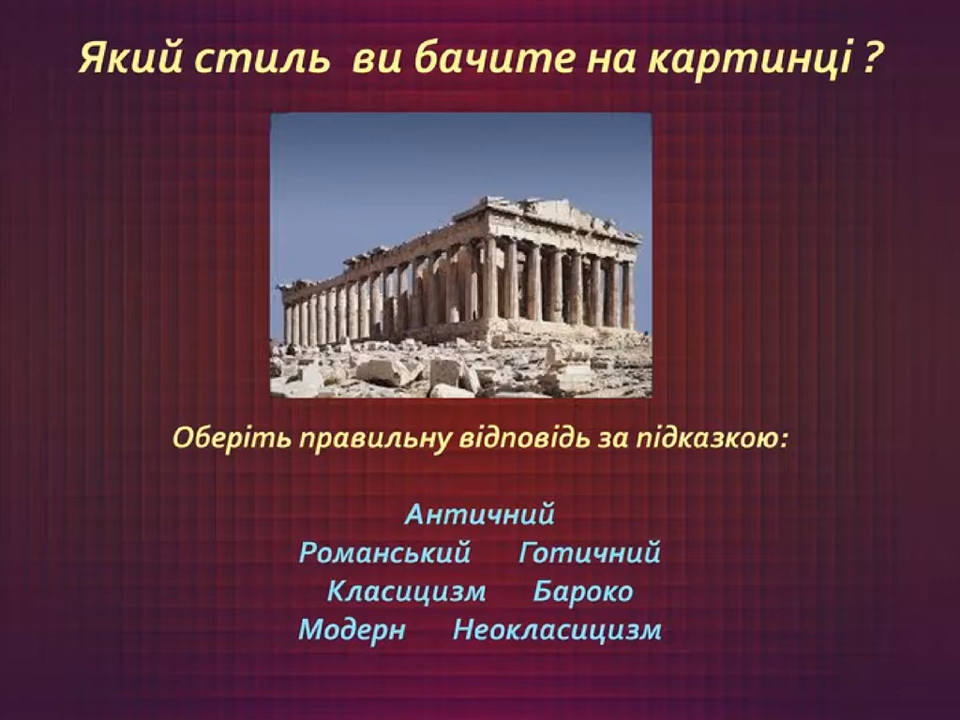 Який стиль ви бачите на картинці ?
Оберіть правильну відповідь за підказкою:
Античний
Романський Готичний
Класицизм Бароко
Модерн Неокласицизм